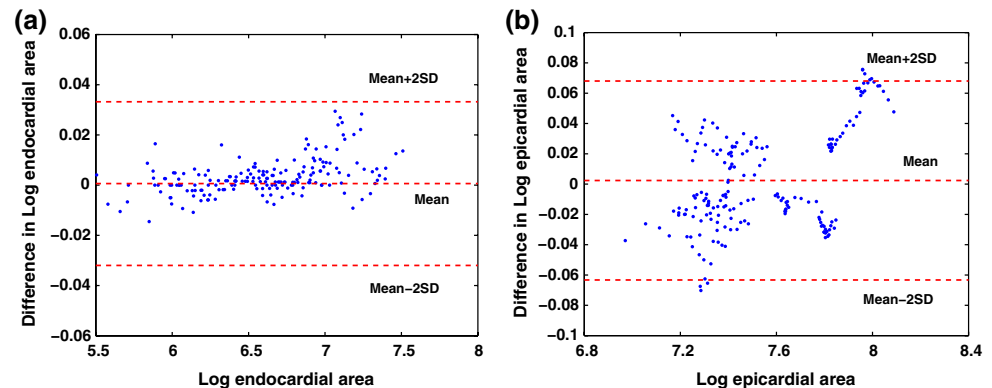 (a)
Difference in Log endocardial area
0.06
0.04
0.02
0
−0.02
−0.04
0.06
Mean+2SD
Mean
Mean−2SD
5.5
6
6.5
7
7.5
8
Log endocardial area
(b)
Difference in Log epicardial area
0.1
0.08
0.06
0.04
0.02
0
−0.02
−0.04
−0.06
−0.08
−0.1
Mean+2SD
Mean
Mean−2SD
6.8
7.2
7.6
8
8.4
Log epicardial area